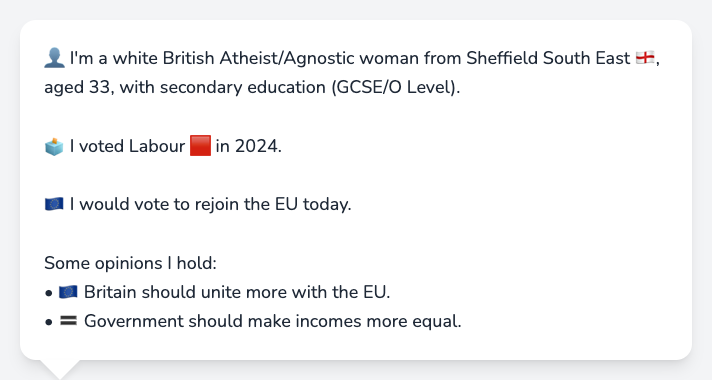 👤 I'm a white British Atheist/Agnostic woman from Sheffield South East 🏴󠁧󠁢󠁥󠁮󠁧󠁿,
aged 33, with secondary education (GCSE/O Level).
🗳️ I voted Labour 🟥 in 2024.
🇪🇺 I would vote to rejoin the EU today.
Some opinions I hold:
• 🇪🇺 Britain should unite more with the EU.
• 🟰 Government should make incomes more equal.